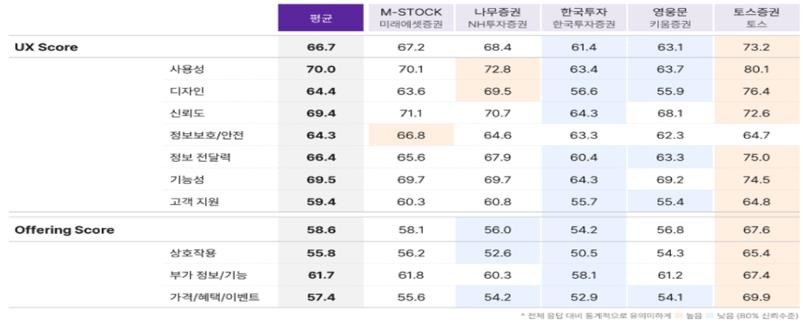 평균 M-STOCK 나무증권 한국투자 영웅문 토스증권
미래에셋증권 NH투자증권 한국투자증권 키움증권 토스
UX Score 66.7 67.2 68.4 61.4 63.1 73.2
사용성 70.0 70.1 72.8 63.4 63.7 80.1
디자인 64.4 63.6 69.5 56.6 55.9 76.4
신뢰도 69.4 71.1 70.7 64.3 68.1 72.6
정보보호/안전 64.3 66.8 64.6 63.3 62.3 64.7
정보 전달력 66.4 65.6 67.9 60.4 63.3 75.0
기능성 69.5 69.7 69.7 64.3 69.2 74.5
고객 지원 59.4 60.3 60.8 55.7 55.4 64.8
Offering Score 58.6 58.1 56.0 54.2 56.8 67.6
상호작용 55.8 56.2 52.6 50.5 54.3 65.4
부가 정보/기능 61.7 61.8 60.3 58.1 61.2 67.4
가격/혜택/이벤트 57.4 55.6 54.2 52.9 54.1 69.9
* 전체 응답 대비 통계적으로 유의미하게 높음 낮음 (80% 신뢰수준)